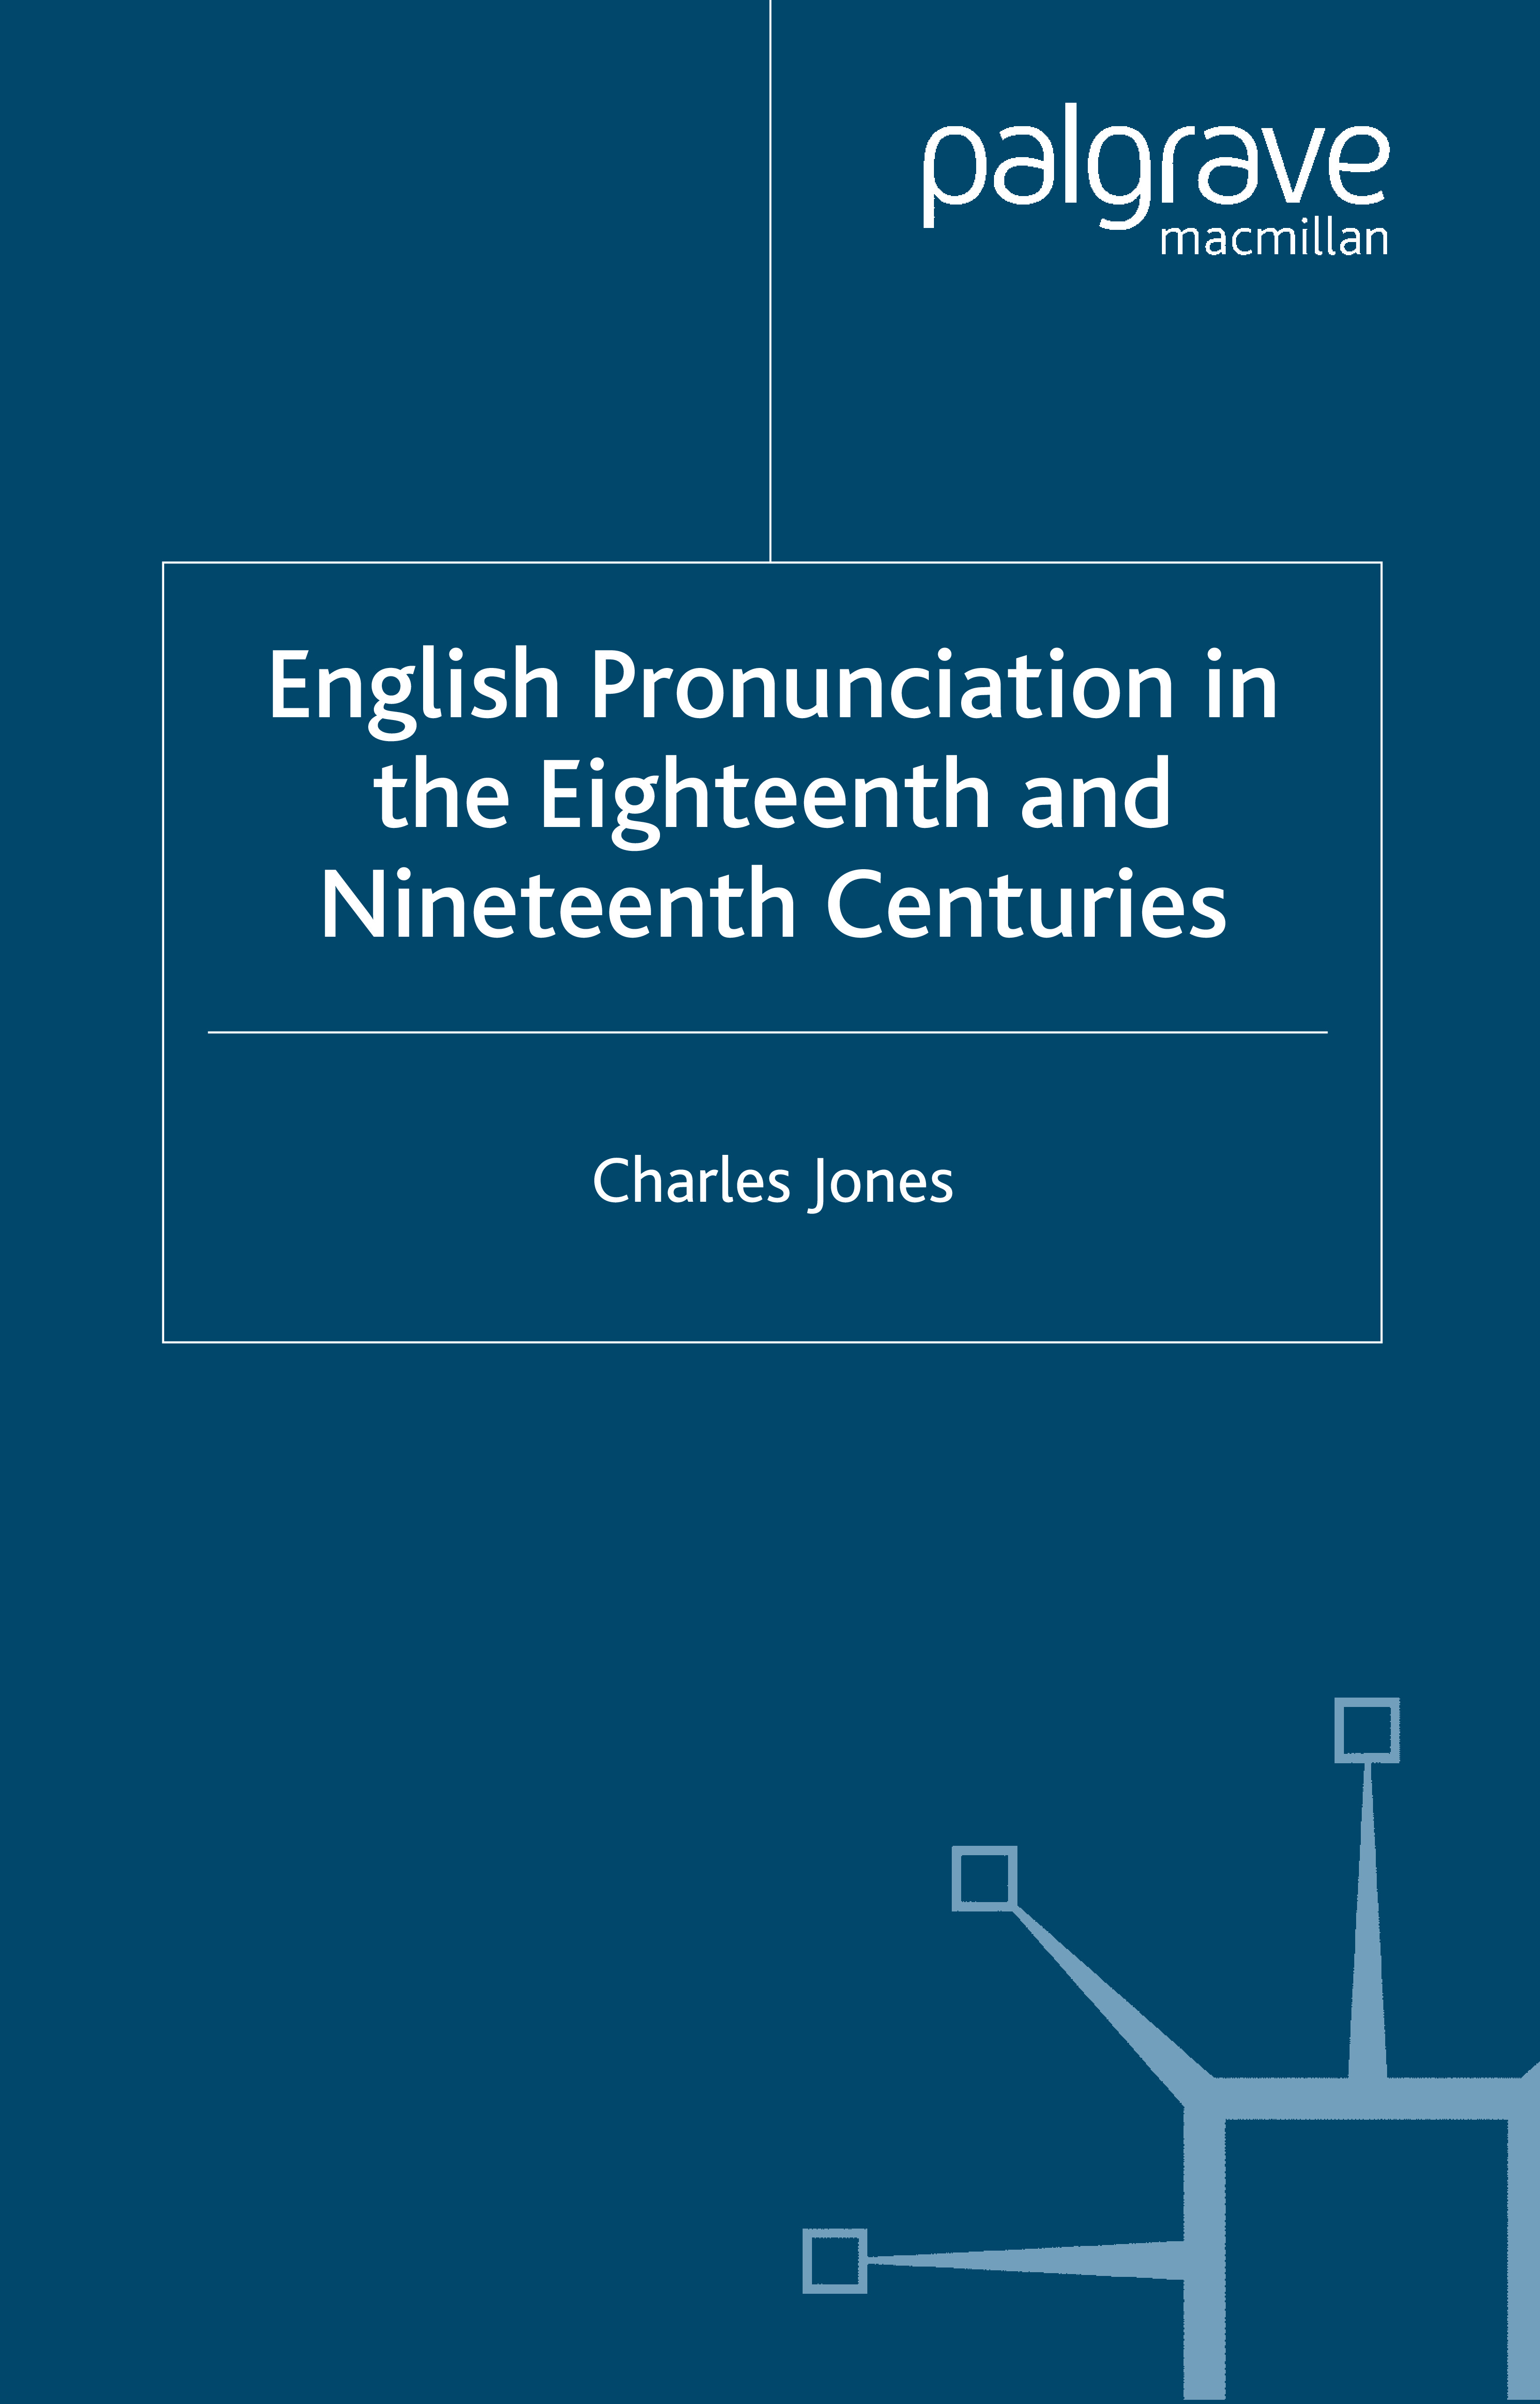 palgrave
macmillan
English Pronunciation in
the Eighteenth and
Nineteenth Centuries
Charles Jones